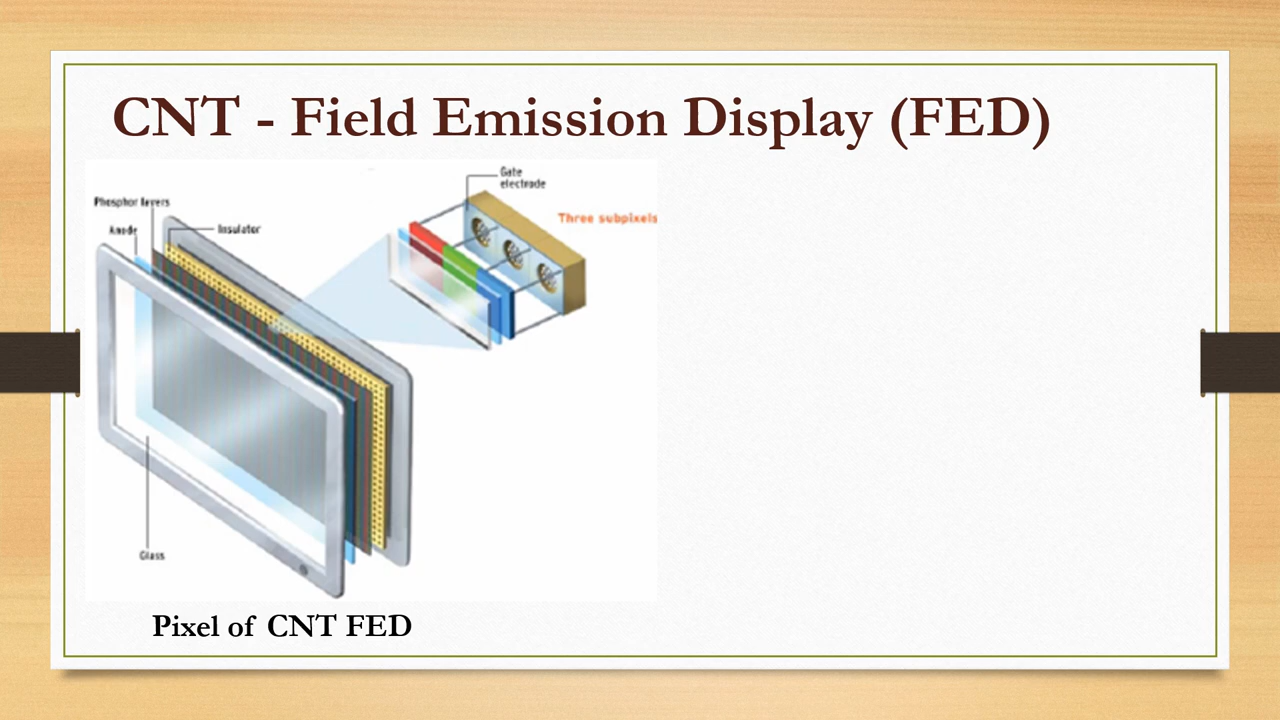 CNT - Field Emission Display (FED)
Gate
electrode
Phosphor layers
Three subpixels
Anode
Insulator
Glass
Pixel of CNT FED